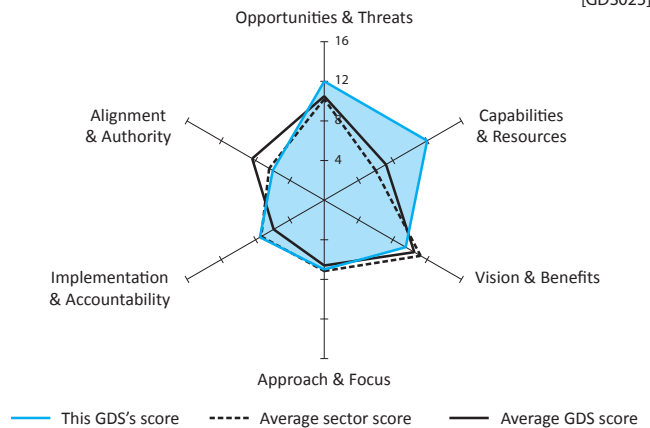 Opportunities & Threats
16
12
8
4
Alignment
& Authority
Capabilities
& Resources
Implementation
& Accountability
Vision & Benefits
Approach & Focus
This GDS's score
Average sector score
Average GDS score